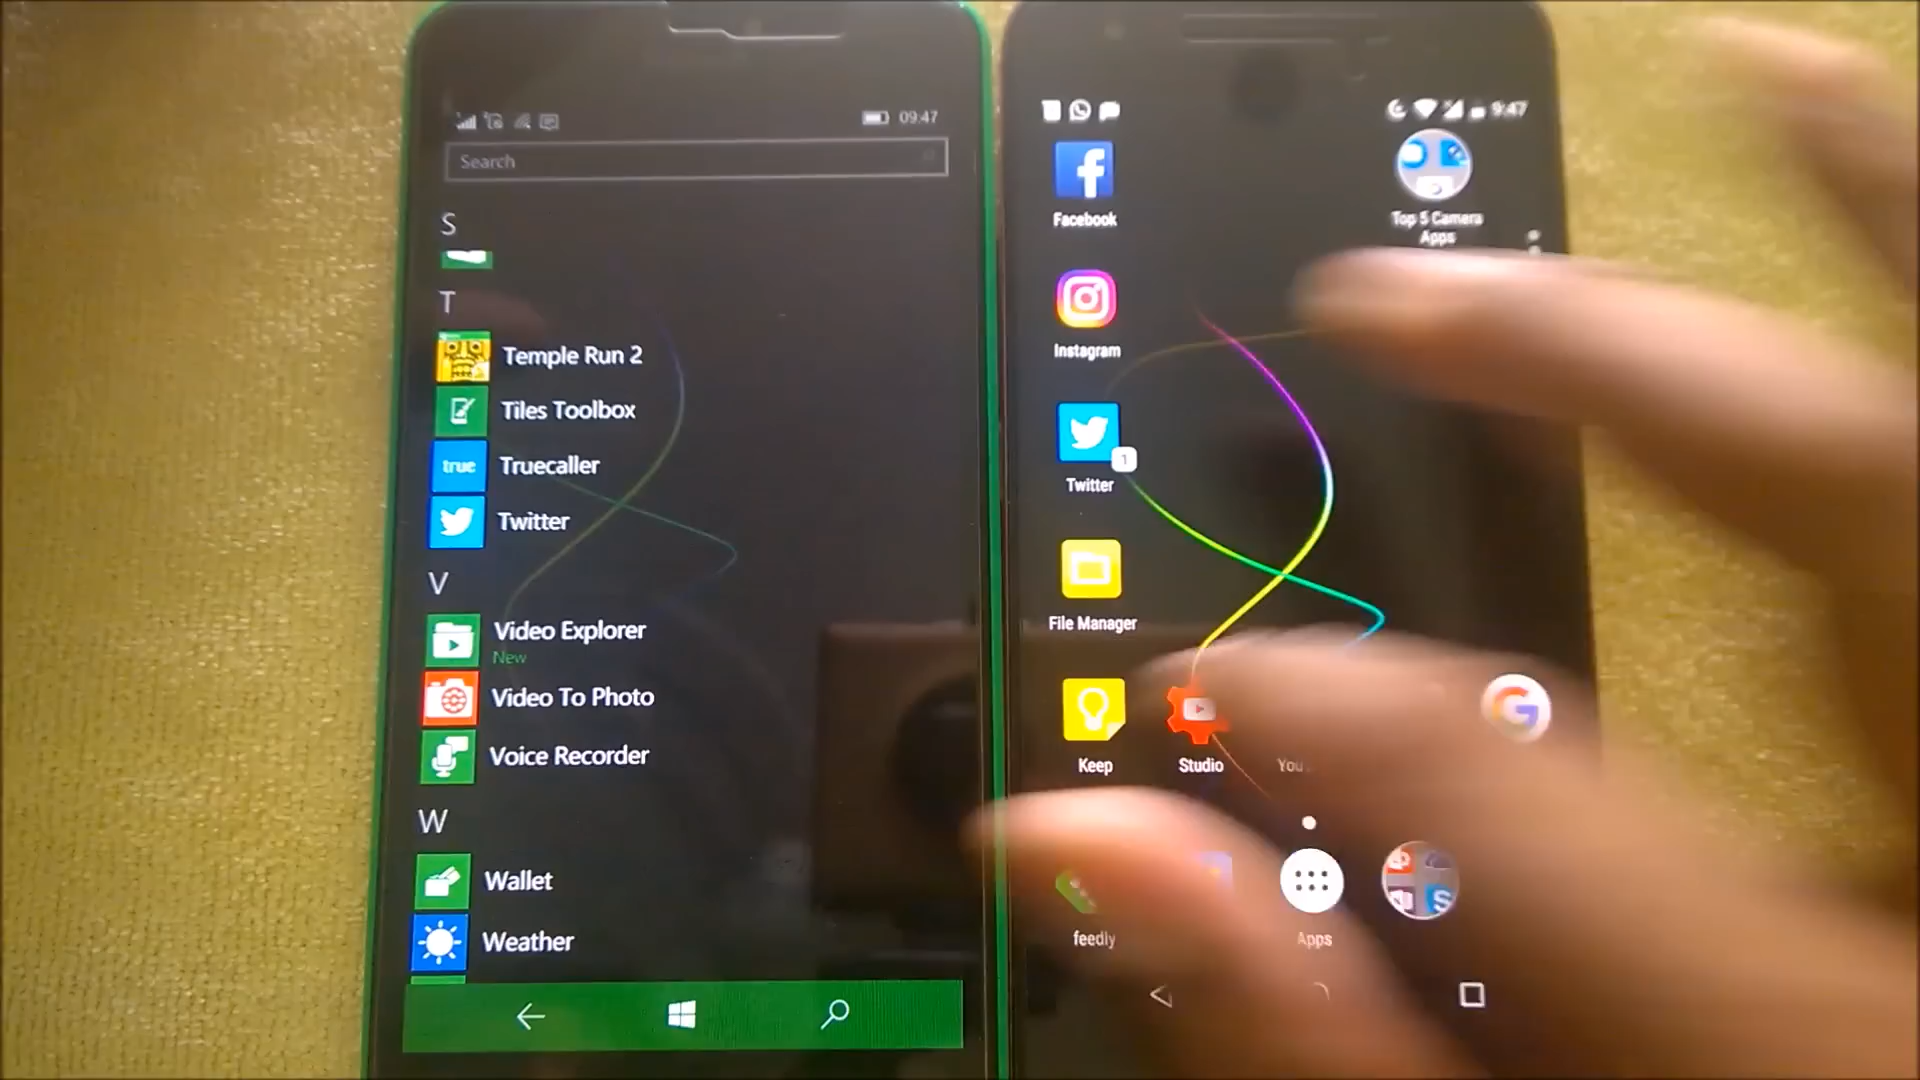 09:47
Search
S
T
Temple Run 2
Tiles Toolbox
true
Truecaller
Twitter
V
Video Explorer
New
Video To Photo
Voice Recorder
W
Wallet
Weather
9:47
Facebook
Top 5 Camera
Apps
Instagram
1
Twitter
File Manager
Keep
Studio
You
G
feedly
Apps
S